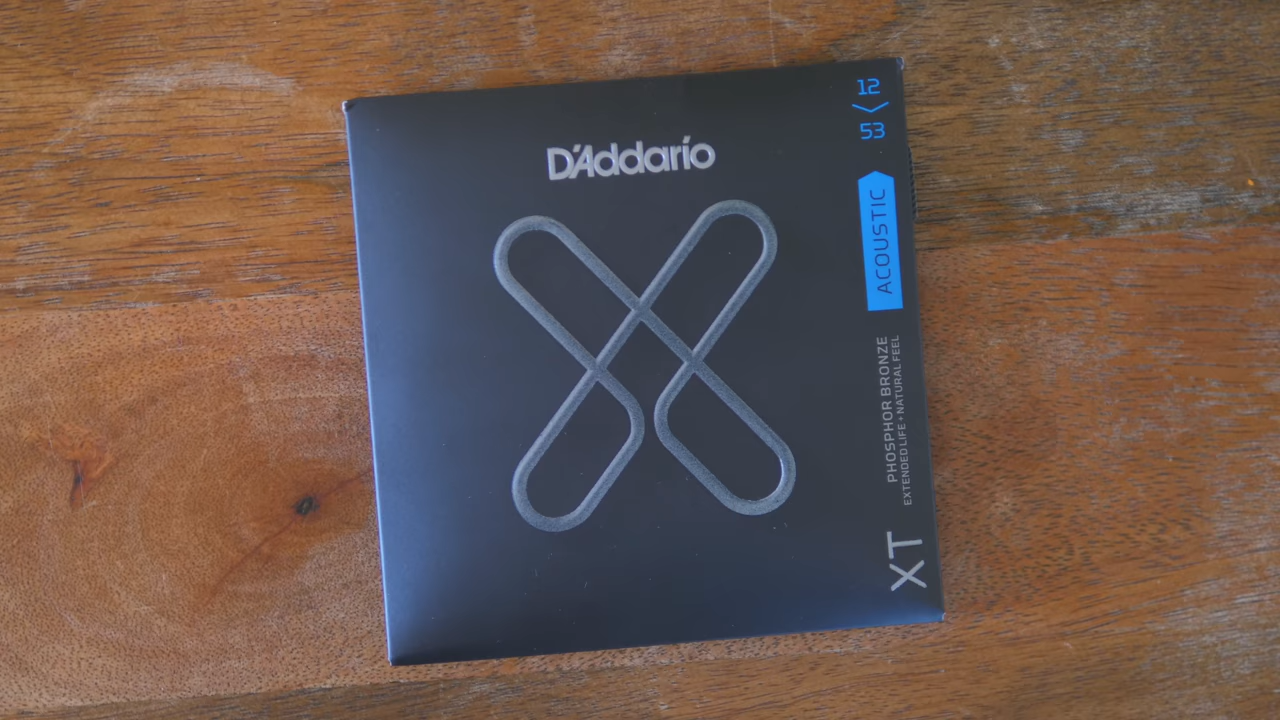 D'Addario
12
53
ACOUSTIC
PHOSPHOR BRONZE
EXTENDED LIFE + NATURAL FEEL
XT